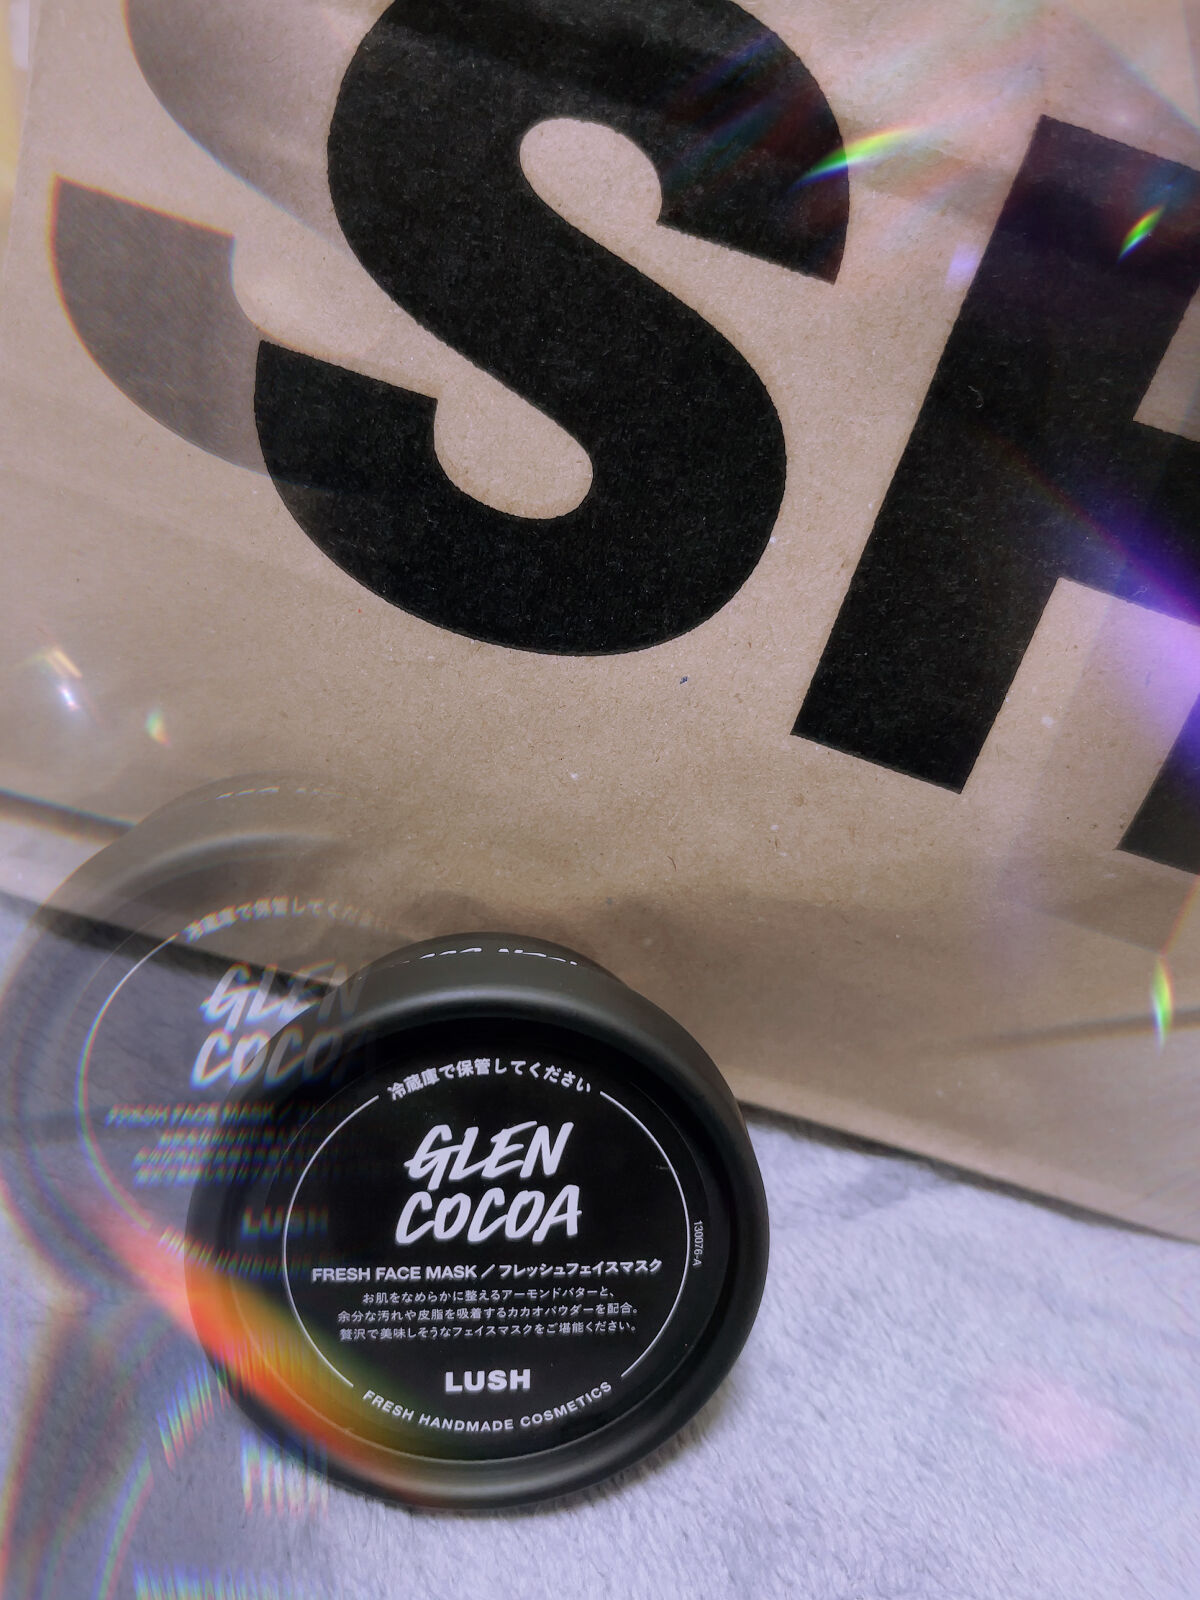 SH
冷蔵庫で保管してください
GLEN
COCOA
FRESH FACE MASK / フレッシュフェイスマスク
お肌をなめらかに整えるアーモンドバターと、
余分な汚れや皮脂を吸着するカカオパウダーを配合。
贅沢で美味しそうなフェイスマスクをご堪能ください。
LUSH
FRESH HANDMADE COSMETICS
130076-A